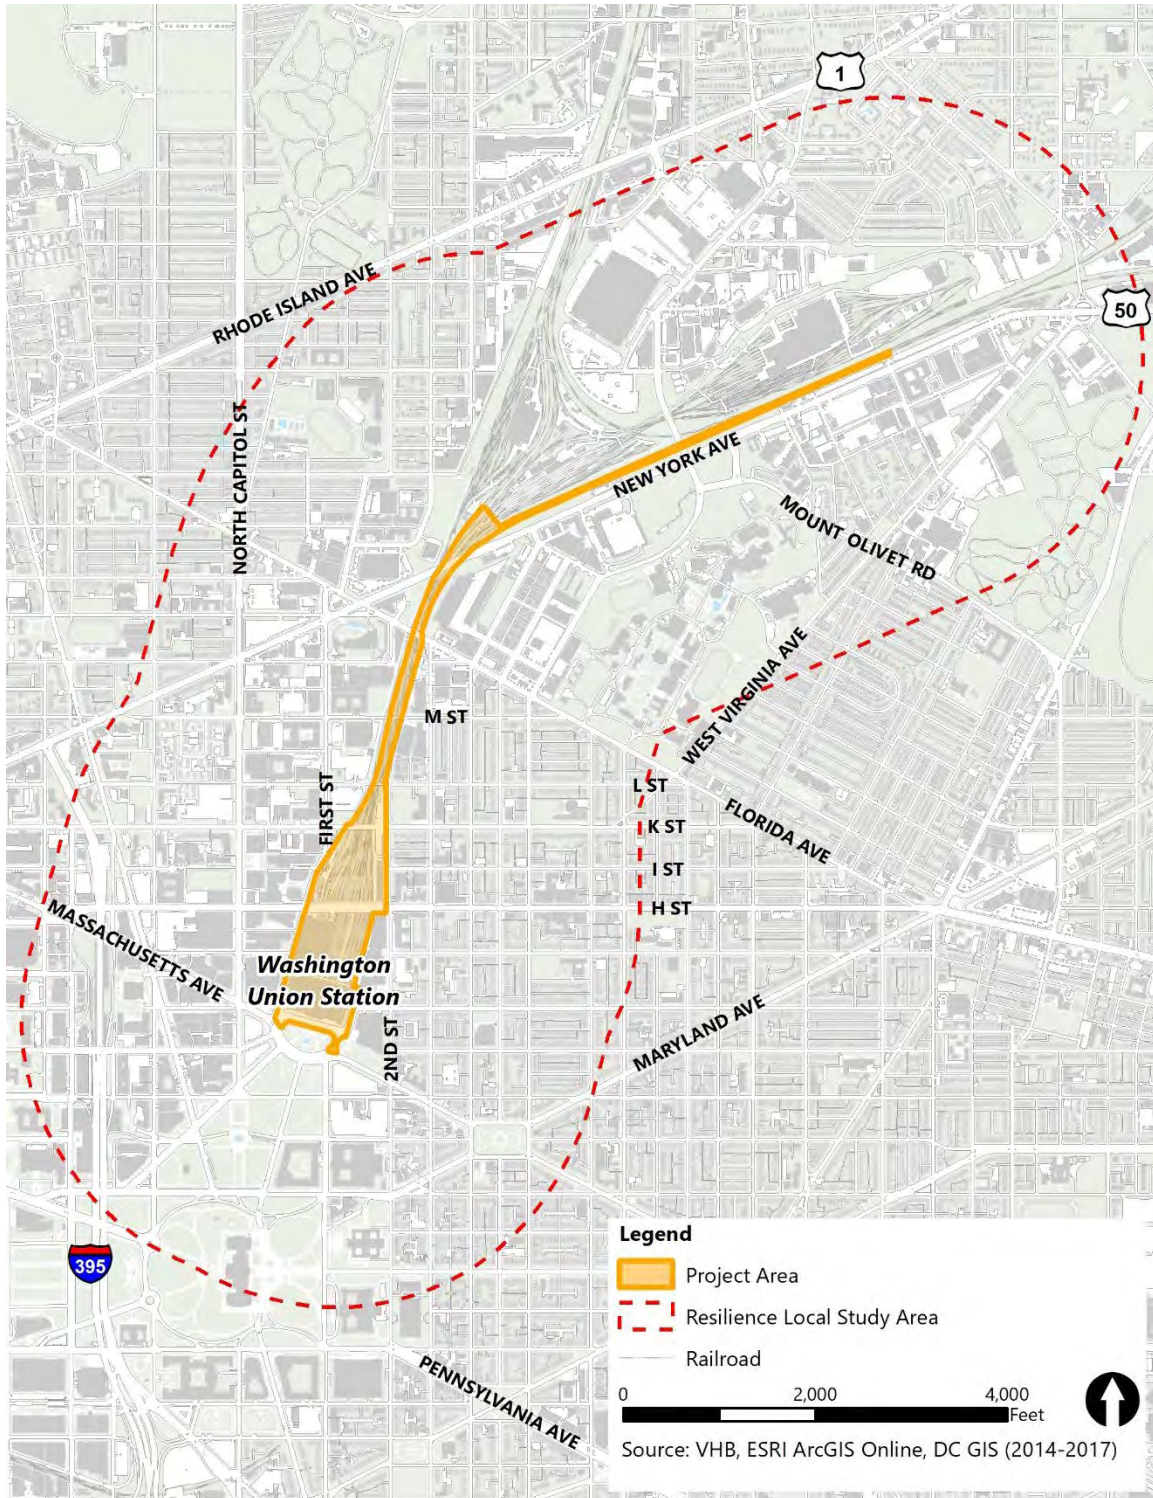 1
50
RHODE ISLAND AVE
NORTH CAPITOL ST
NEW YORK AVE
MOUNT OLIVET RD
WEST VIRGINIA AVE
M ST
FIRST ST
L ST
K ST
FLORIDA AVE
I ST
H ST
MASSACHUSETTS AVE
Washington
Union Station
2ND ST
MARYLAND AVE
395
PENNSYLVANIA AVE
Legend
Project Area
Resilience Local Study Area
Railroad
0 2,000 4,000
Feet
Source: VHB, ESRI ArcGIS Online, DC GIS (2014-2017)